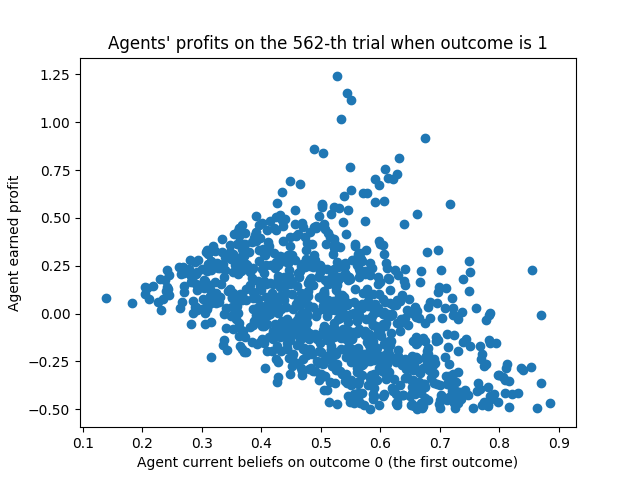 Agents' profits on the 562-th trial when outcome is 1
Agent earned profit
1.25
1.00
0.75
0.50
0.25
0.00
−0.25
−0.50
0.1 0.2 0.3 0.4 0.5 0.6 0.7 0.8 0.9
Agent current beliefs on outcome 0 (the first outcome)